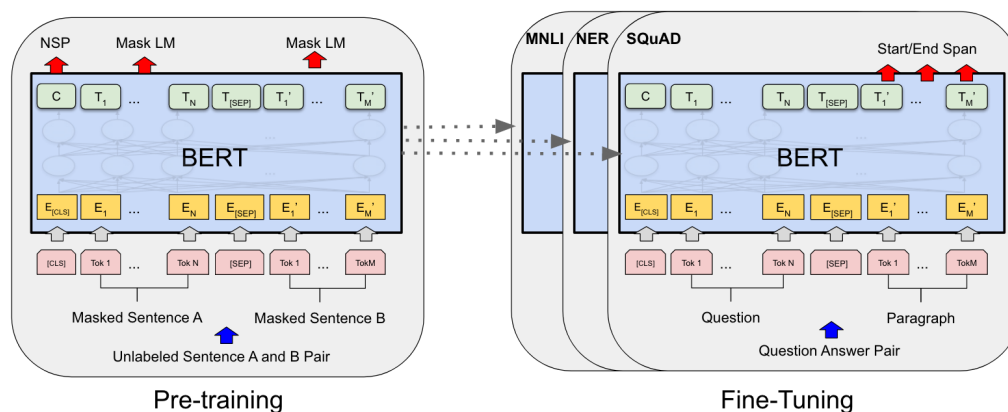 NSP Mask LM Mask LM
C T1 ... TN T[SEP] T1' ... TM'
BERT
E[CLS] E1 ... EN E[SEP] E1' ... EM'
[CLS] Tok 1 ... Tok N [SEP] Tok 1 ... TokM
Masked Sentence A Masked Sentence B
Unlabeled Sentence A and B Pair
Pre-training
MNLI NER SQuAD
Start/End Span
C T1 ... TN T[SEP] T1' ... TM'
BERT
E[CLS] E1 ... EN E[SEP] E1' ... EM'
[CLS] Tok 1 ... Tok N [SEP] Tok 1 ... TokM
Question Paragraph
Question Answer Pair
Fine-Tuning